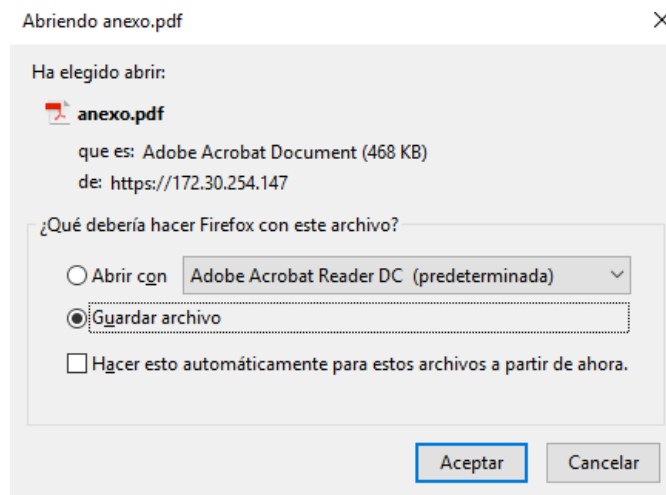 Abriendo anexo.pdf
Ha elegido abrir:
anexo.pdf
que es: Adobe Acrobat Document (468 KB)
de: https://172.30.254.147
¿Qué debería hacer Firefox con este archivo?
Abrir con Adobe Acrobat Reader DC (predeterminada)
Guardar archivo
Hacer esto automáticamente para estos archivos a partir de ahora.
Aceptar Cancelar